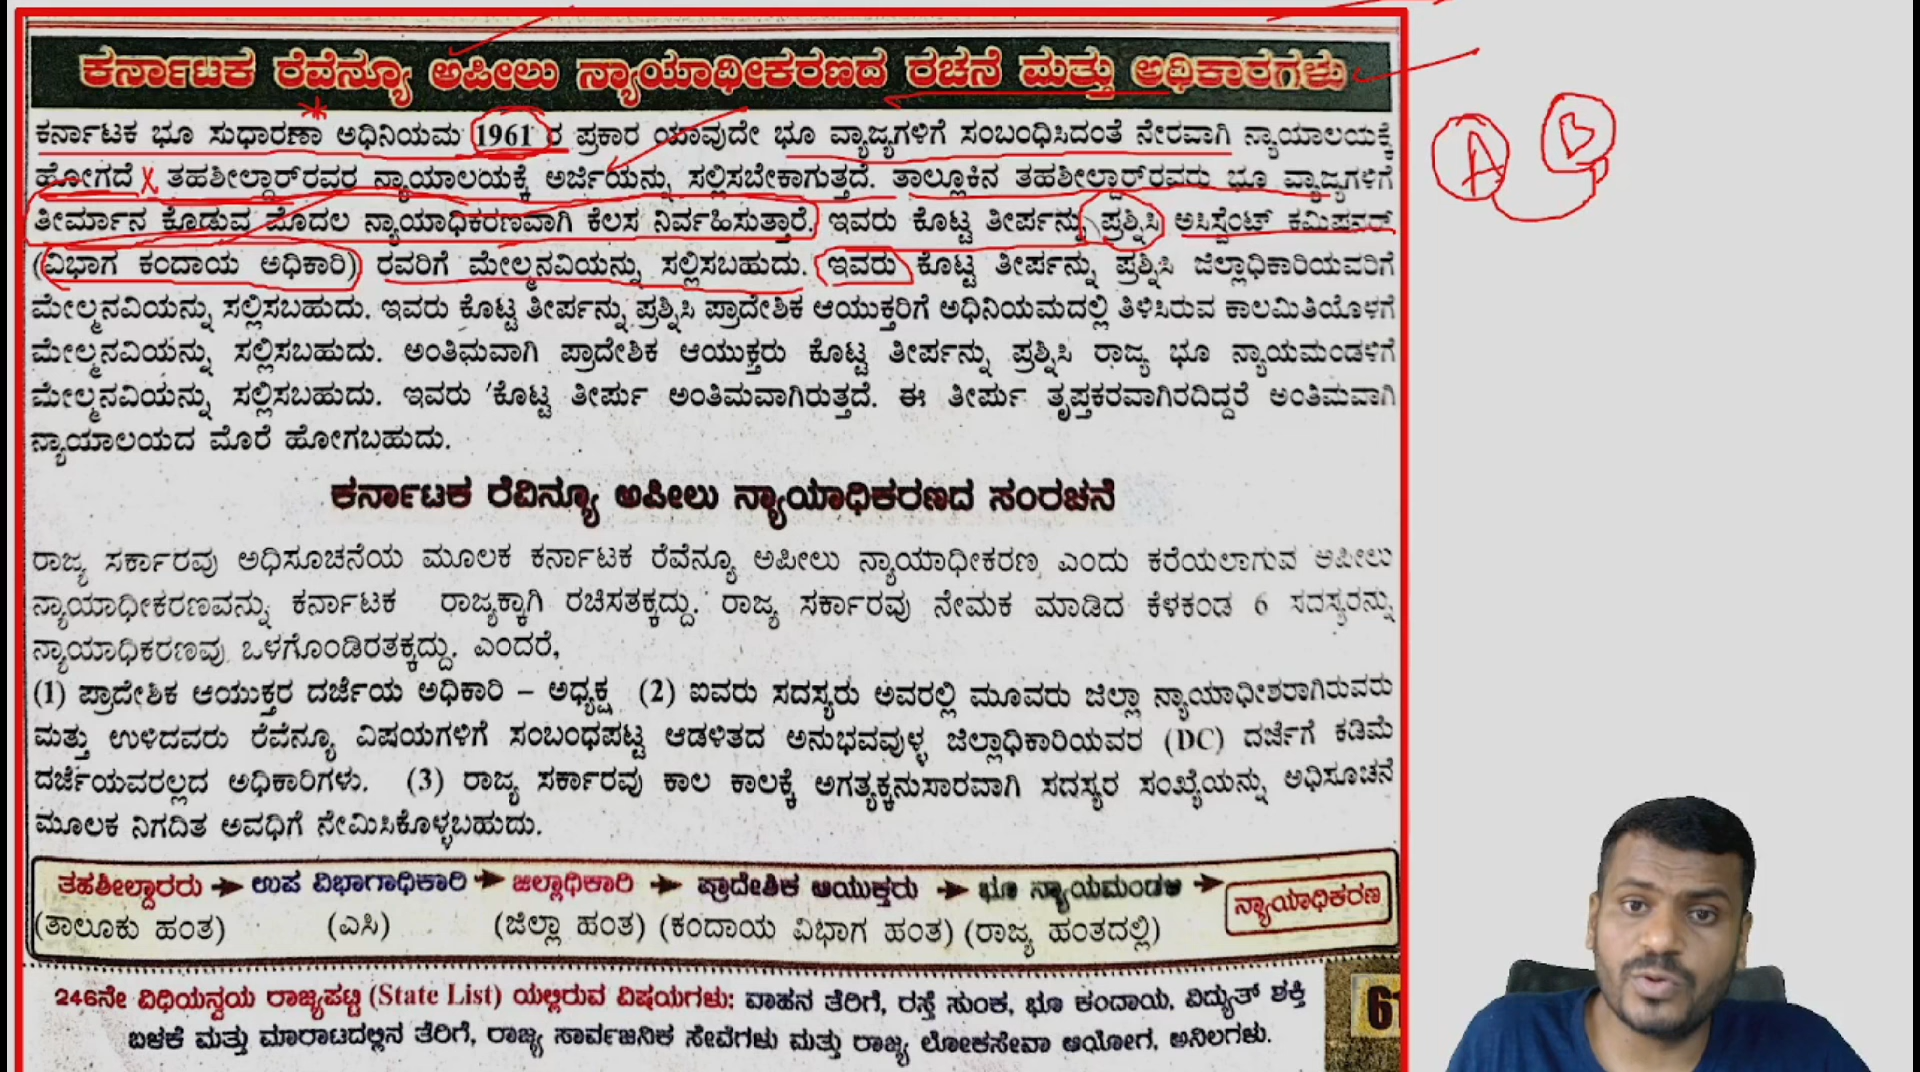 ಕರ್ನಾಟಕ ರೆವೆನ್ಯೂ ಅಪೀಲು ನ್ಯಾಯಾಧೀಕರಣದ ರಚನೆ ಮತ್ತು ಅಧಿಕಾರಗಳು
ಕರ್ನಾಟಕ ಭೂ ಸುಧಾರಣಾ ಅಧಿನಿಯಮ 1961 ರ ಪ್ರಕಾರ ಯಾವುದೇ ಭೂ ವ್ಯಾಜ್ಯಗಳಿಗೆ ಸಂಬಂಧಿಸಿದಂತೆ ನೇರವಾಗಿ ನ್ಯಾಯಾಲಯಕ್ಕೆ
ಹೋಗದೆ ತಹಶೀಲ್ದಾರ್‌ರವರ ನ್ಯಾಯಾಲಯಕ್ಕೆ ಅರ್ಜಿಯನ್ನು ಸಲ್ಲಿಸಬೇಕಾಗುತ್ತದೆ. ತಾಲ್ಲೂಕಿನ ತಹಶೀಲ್ದಾರ್‌ರವರು ಭೂ ವ್ಯಾಜ್ಯಗಳಿಗೆ
ತೀರ್ಮಾನ ಕೊಡುವ ಮೊದಲ ನ್ಯಾಯಾಧಿಕರಣವಾಗಿ ಕೆಲಸ ನಿರ್ವಹಿಸುತ್ತಾರೆ. ಇವರು ಕೊಟ್ಟ ತೀರ್ಪನ್ನು ಪ್ರಶ್ನಿಸಿ ಅಸಿಸ್ಟೆಂಟ್ ಕಮಿಷನರ್
(ವಿಭಾಗ ಕಂದಾಯ ಅಧಿಕಾರಿ) ರವರಿಗೆ ಮೇಲ್ಮನವಿಯನ್ನು ಸಲ್ಲಿಸಬಹುದು. ಇವರು ಕೊಟ್ಟ ತೀರ್ಪನ್ನು ಪ್ರಶ್ನಿಸಿ ಜಿಲ್ಲಾಧಿಕಾರಿಯವರಿಗೆ
ಮೇಲ್ಮನವಿಯನ್ನು ಸಲ್ಲಿಸಬಹುದು. ಇವರು ಕೊಟ್ಟ ತೀರ್ಪನ್ನು ಪ್ರಶ್ನಿಸಿ ಪ್ರಾದೇಶಿಕ ಆಯುಕ್ತರಿಗೆ ಅಧಿನಿಯಮದಲ್ಲಿ ತಿಳಿಸಿರುವ ಕಾಲಮಿತಿಯೊಳಗೆ
ಮೇಲ್ಮನವಿಯನ್ನು ಸಲ್ಲಿಸಬಹುದು. ಅಂತಿಮವಾಗಿ ಪ್ರಾದೇಶಿಕ ಆಯುಕ್ತರು ಕೊಟ್ಟ ತೀರ್ಪನ್ನು ಪ್ರಶ್ನಿಸಿ ರಾಜ್ಯ ಭೂ ನ್ಯಾಯಮಂಡಳಿಗೆ
ಮೇಲ್ಮನವಿಯನ್ನು ಸಲ್ಲಿಸಬಹುದು. ಇವರು 'ಕೊಟ್ಟ ತೀರ್ಪು ಅಂತಿಮವಾಗಿರುತ್ತದೆ. ಈ ತೀರ್ಪು ತೃಪ್ತಕರವಾಗಿರದಿದ್ದರೆ ಅಂತಿಮವಾಗಿ
ನ್ಯಾಯಾಲಯದ ಮೊರೆ ಹೋಗಬಹುದು.
ಕರ್ನಾಟಕ ರೆವಿನ್ಯೂ ಅಪೀಲು ನ್ಯಾಯಾಧಿಕರಣದ ಸಂರಚನೆ
ರಾಜ್ಯ ಸರ್ಕಾರವು ಅಧಿಸೂಚನೆಯ ಮೂಲಕ ಕರ್ನಾಟಕ ರೆವೆನ್ಯೂ ಅಪೀಲು ನ್ಯಾಯಾಧೀಕರಣ ಎಂದು ಕರೆಯಲಾಗುವ ಅಪೀಲು
ನ್ಯಾಯಾಧೀಕರಣವನ್ನು ಕರ್ನಾಟಕ ರಾಜ್ಯಕ್ಕಾಗಿ ರಚಿಸತಕ್ಕದ್ದು. ರಾಜ್ಯ ಸರ್ಕಾರವು ನೇಮಕ ಮಾಡಿದ ಕೆಳಕಂಡ 6 ಸದಸ್ಯರನ್ನು
ನ್ಯಾಯಾಧಿಕರಣವು ಒಳಗೊಂಡಿರತಕ್ಕದ್ದು. ಎಂದರೆ,
(1) ಪ್ರಾದೇಶಿಕ ಆಯುಕ್ತರ ದರ್ಜೆಯ ಅಧಿಕಾರಿ – ಅಧ್ಯಕ್ಷ (2) ಐವರು ಸದಸ್ಯರು ಅವರಲ್ಲಿ ಮೂವರು ಜಿಲ್ಲಾ ನ್ಯಾಯಾಧೀಶರಾಗಿರುವರು
ಮತ್ತು ಉಳಿದವರು ರೆವೆನ್ಯೂ ವಿಷಯಗಳಿಗೆ ಸಂಬಂಧಪಟ್ಟ ಆಡಳಿತದ ಅನುಭವವುಳ್ಳ ಜಿಲ್ಲಾಧಿಕಾರಿಯವರ (DC) ದರ್ಜೆಗೆ ಕಡಿಮೆ
ದರ್ಜೆಯವರಲ್ಲದ ಅಧಿಕಾರಿಗಳು. (3) ರಾಜ್ಯ ಸರ್ಕಾರವು ಕಾಲ ಕಾಲಕ್ಕೆ ಅಗತ್ಯಕ್ಕನುಸಾರವಾಗಿ ಸದಸ್ಯರ ಸಂಖ್ಯೆಯನ್ನು ಅಧಿಸೂಚನೆ
ಮೂಲಕ ನಿಗದಿತ ಅವಧಿಗೆ ನೇಮಿಸಿಕೊಳ್ಳಬಹುದು.
ತಹಶೀಲ್ದಾರರು ➔ ಉಪ ವಿಭಾಗಾಧಿಕಾರಿ ➔ ಜಿಲ್ಲಾಧಿಕಾರಿ ➔ ಪ್ರಾದೇಶಿಕ ಆಯುಕ್ತರು ➔ ಭೂ ನ್ಯಾಯಮಂಡಳಿ ➔ ನ್ಯಾಯಾಧಿಕರಣ
(ತಾಲೂಕು ಹಂತ) (ಎಸಿ) (ಜಿಲ್ಲಾ ಹಂತ) (ಕಂದಾಯ ವಿಭಾಗ ಹಂತ) (ರಾಜ್ಯ ಹಂತದಲ್ಲಿ)
246ನೇ ವಿಧಿಯನ್ವಯ ರಾಜ್ಯಪಟ್ಟಿ (State List) ಯಲ್ಲಿರುವ ವಿಷಯಗಳು: ವಾಹನ ತೆರಿಗೆ, ರಸ್ತೆ ಸುಂಕ, ಭೂ ಕಂದಾಯ, ವಿದ್ಯುತ್ ಶಕ್ತಿ
ಬಳಕೆ ಮತ್ತು ಮಾರಾಟದಲ್ಲಿನ ತೆರಿಗೆ, ರಾಜ್ಯ ಸಾರ್ವಜನಿಕ ಸೇವೆಗಳು ಮತ್ತು ರಾಜ್ಯ ಲೋಕಸೇವಾ ಆಯೋಗ, ಅನಿಲಗಳು.
A